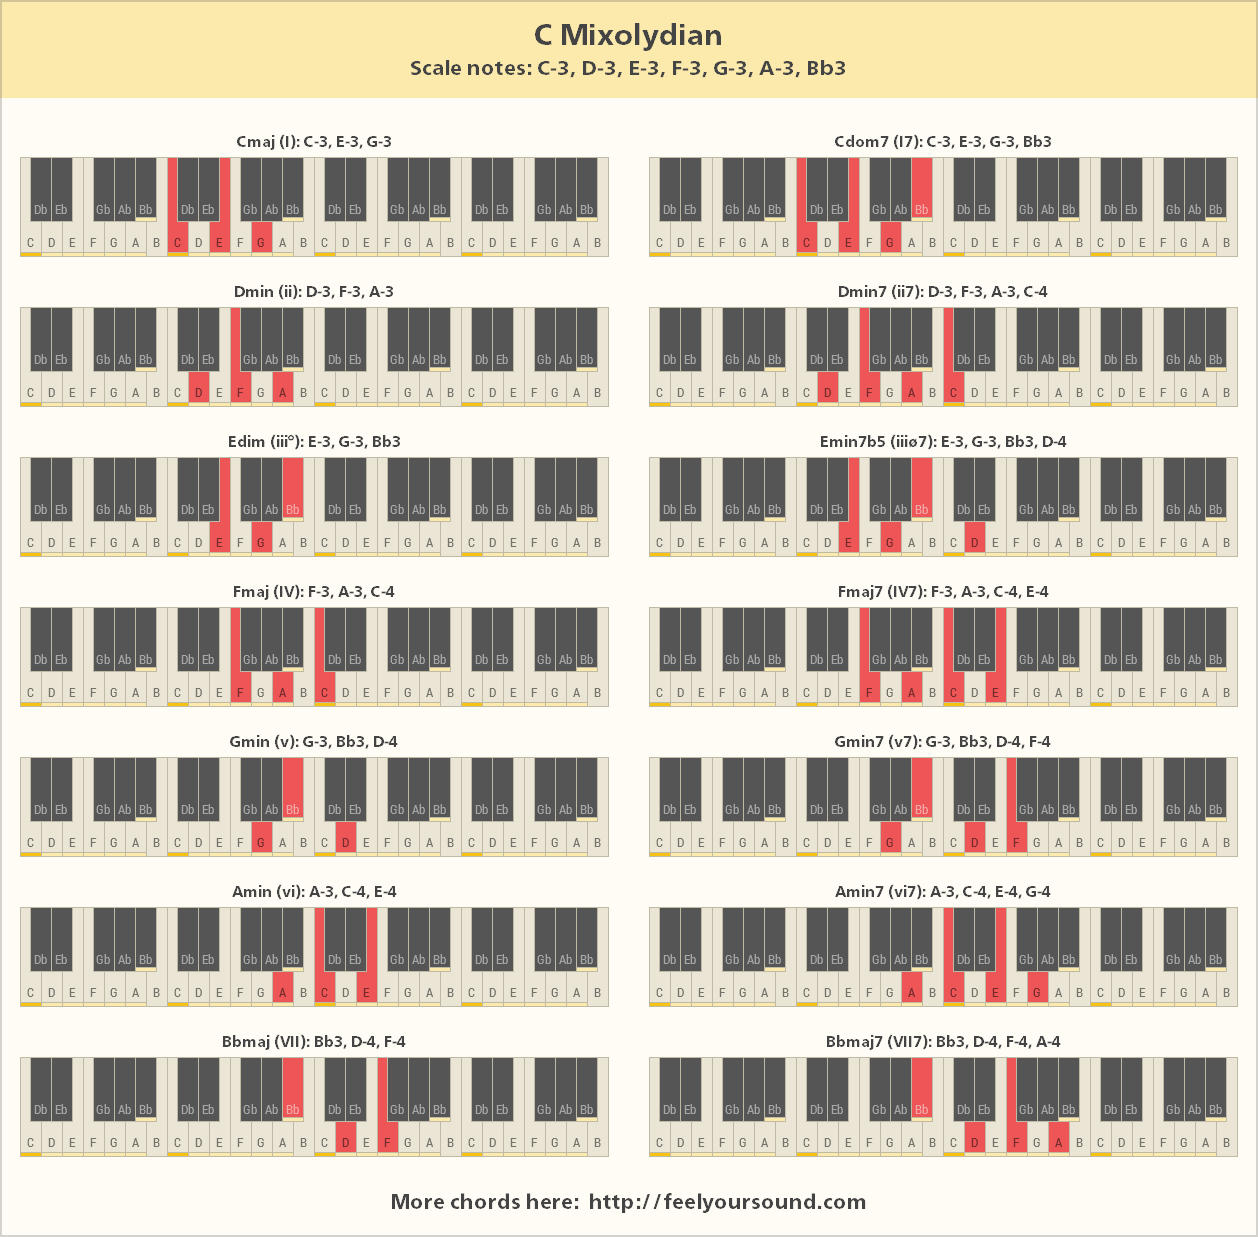 C Mixolydian
Scale notes: C-3, D-3, E-3, F-3, G-3, A-3, Bb3
Cmaj (I): C-3, E-3, G-3
Db Eb Gb Ab Bb Db Eb Gb Ab Bb Db Eb Gb Ab Bb Db Eb Gb Ab Bb
C D E F G A B C D E F G A B C D E F G A B C D E F G A B
Cdom7 (I7): C-3, E-3, G-3, Bb3
Db Eb Gb Ab Bb Db Eb Gb Ab Bb Db Eb Gb Ab Bb Db Eb Gb Ab Bb
C D E F G A B C D E F G A B C D E F G A B C D E F G A B
Dmin (ii): D-3, F-3, A-3
Db Eb Gb Ab Bb Db Eb Gb Ab Bb Db Eb Gb Ab Bb Db Eb Gb Ab Bb
C D E F G A B C D E F G A B C D E F G A B C D E F G A B
Dmin7 (ii7): D-3, F-3, A-3, C-4
Db Eb Gb Ab Bb Db Eb Gb Ab Bb Db Eb Gb Ab Bb Db Eb Gb Ab Bb
C D E F G A B C D E F G A B C D E F G A B C D E F G A B
Edim (iii°): E-3, G-3, Bb3
Db Eb Gb Ab Bb Db Eb Gb Ab Bb Db Eb Gb Ab Bb Db Eb Gb Ab Bb
C D E F G A B C D E F G A B C D E F G A B C D E F G A B
Emin7b5 (iiiø7): E-3, G-3, Bb3, D-4
Db Eb Gb Ab Bb Db Eb Gb Ab Bb Db Eb Gb Ab Bb Db Eb Gb Ab Bb
C D E F G A B C D E F G A B C D E F G A B C D E F G A B
Fmaj (IV): F-3, A-3, C-4
Db Eb Gb Ab Bb Db Eb Gb Ab Bb Db Eb Gb Ab Bb Db Eb Gb Ab Bb
C D E F G A B C D E F G A B C D E F G A B C D E F G A B
Fmaj7 (IV7): F-3, A-3, C-4, E-4
Db Eb Gb Ab Bb Db Eb Gb Ab Bb Db Eb Gb Ab Bb Db Eb Gb Ab Bb
C D E F G A B C D E F G A B C D E F G A B C D E F G A B
Gmin (v): G-3, Bb3, D-4
Db Eb Gb Ab Bb Db Eb Gb Ab Bb Db Eb Gb Ab Bb Db Eb Gb Ab Bb
C D E F G A B C D E F G A B C D E F G A B C D E F G A B
Gmin7 (v7): G-3, Bb3, D-4, F-4
Db Eb Gb Ab Bb Db Eb Gb Ab Bb Db Eb Gb Ab Bb Db Eb Gb Ab Bb
C D E F G A B C D E F G A B C D E F G A B C D E F G A B
Amin (vi): A-3, C-4, E-4
Db Eb Gb Ab Bb Db Eb Gb Ab Bb Db Eb Gb Ab Bb Db Eb Gb Ab Bb
C D E F G A B C D E F G A B C D E F G A B C D E F G A B
Amin7 (vi7): A-3, C-4, E-4, G-4
Db Eb Gb Ab Bb Db Eb Gb Ab Bb Db Eb Gb Ab Bb Db Eb Gb Ab Bb
C D E F G A B C D E F G A B C D E F G A B C D E F G A B
Bbmaj (VII): Bb3, D-4, F-4
Db Eb Gb Ab Bb Db Eb Gb Ab Bb Db Eb Gb Ab Bb Db Eb Gb Ab Bb
C D E F G A B C D E F G A B C D E F G A B C D E F G A B
Bbmaj7 (VII7): Bb3, D-4, F-4, A-4
Db Eb Gb Ab Bb Db Eb Gb Ab Bb Db Eb Gb Ab Bb Db Eb Gb Ab Bb
C D E F G A B C D E F G A B C D E F G A B C D E F G A B
More chords here: http://feelyoursound.com